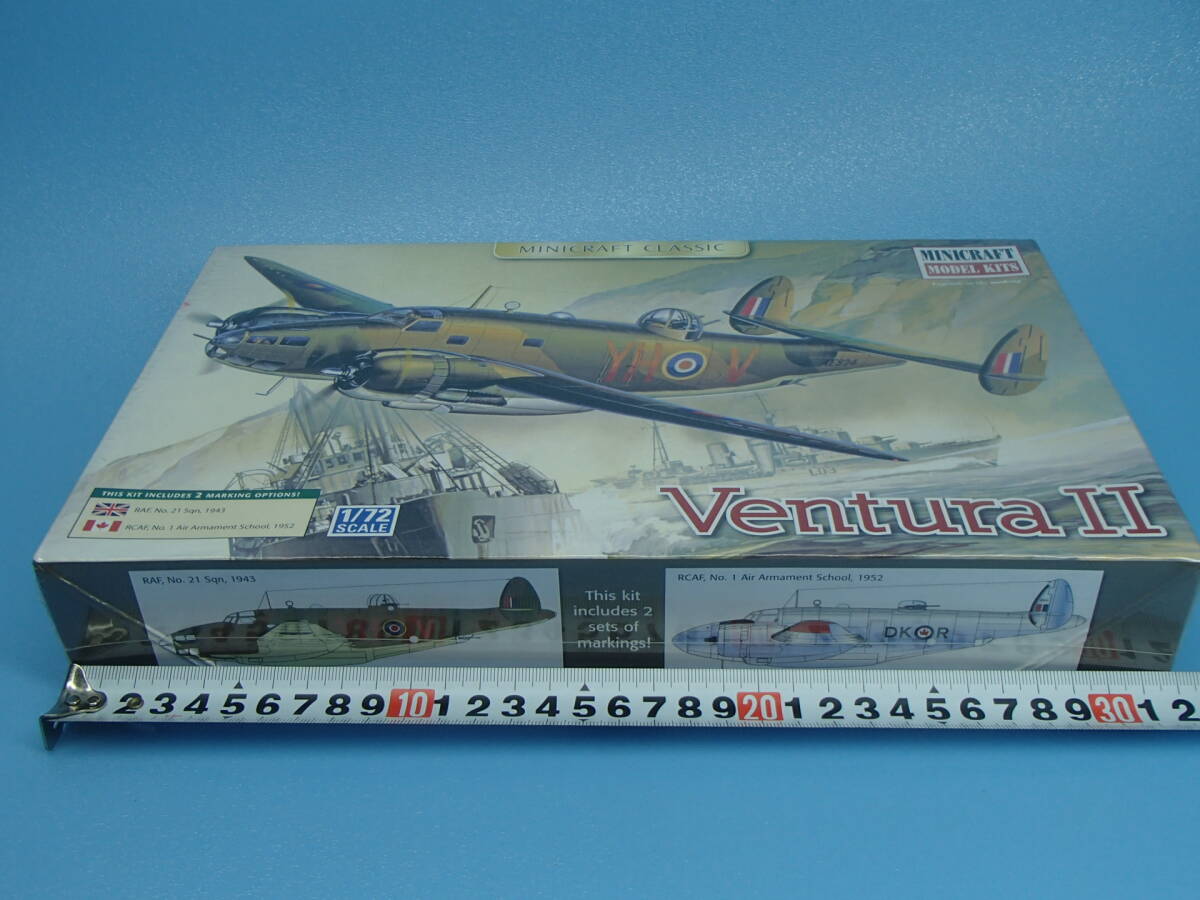 MINICRAFT CLASSIC
MINICRAFT
MODEL KITS
YH V
L03
THIS KIT INCLUDES 2 MARKING OPTIONS!
RAF, No. 21 Sqn, 1943
RCAF, No. 1 Air Armament School, 1952
1/72
SCALE
Ventura II
RAF, No. 21 Sqn, 1943
This kit
includes 2
sets of
markings!
RCAF, No. 1 Air Armament School, 1952
DK R
2 3 4 5 6 7 8 9 10 1 2 3 4 5 6 7 8 9 20 1 2 3 4 5 6 7 8 9 30 1 2